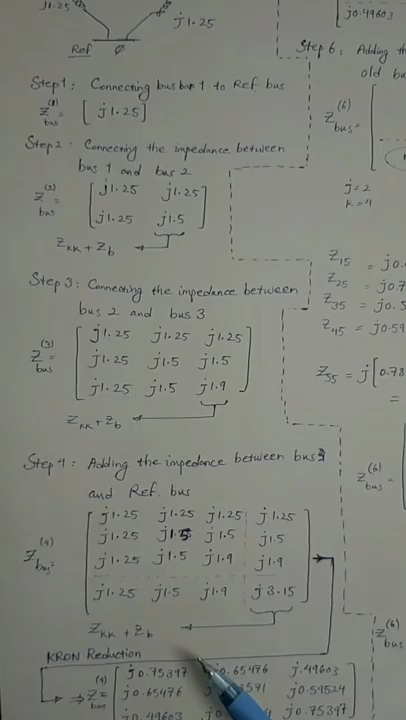 j1.25
j1.25
Ref
Step 1: Connecting busbar 1 to Ref bus
Z bus (1) = [ j1.25 ]
Step 2: Connecting the impedance between
bus 1 and bus 2
Z bus (2) =
j1.25 j1.25
j1.25 j1.5
Zkk + Zb
Step 3: Connecting the impedance between
bus 2 and bus 3
Z bus (3) =
j1.25 j1.25 j1.25
j1.25 j1.5 j1.5
j1.25 j1.5 j1.9
Zkk + Zb
Step 4: Adding the impedance between bus 3
and Ref. bus
Z bus (4) =
j1.25 j1.25 j1.25 j1.25
j1.25 j1.5 j1.5 j1.5
j1.25 j1.5 j1.9 j1.9
j1.25 j1.5 j1.9 j3.15
Zkk + Zb
KRON Reduction
⇒ Z bus (4) =
j0.75397 0.65476 j.49603
j0.65476 571 j0.59524
j0.49603 j0.75397
j0.49603
Step 6: Adding th
old bu
Z bus (6) =
j=2
k=4
Z15 = j0.
Z25 = j0.7
Z35 = j0.5
Z45 = j0.59
Z55 = j[0.78
=
Z bus (6) =
Z bus (6)